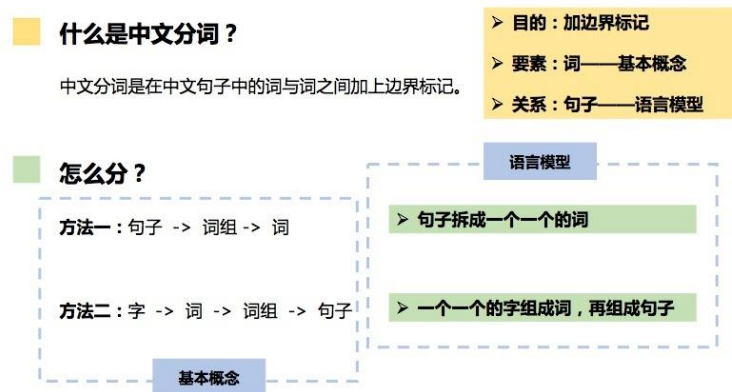 什么是中文分词？
中文分词是在中文句子中的词与词之间加上边界标记。
➢ 目的：加边界标记
➢ 要素：词——基本概念
➢ 关系：句子——语言模型
怎么分？
方法一：句子 -> 词组 -> 词
方法二：字 -> 词 -> 词组 -> 句子
基本概念
语言模型
➢ 句子拆成一个一个的词
➢ 一个一个的字组成词，再组成句子